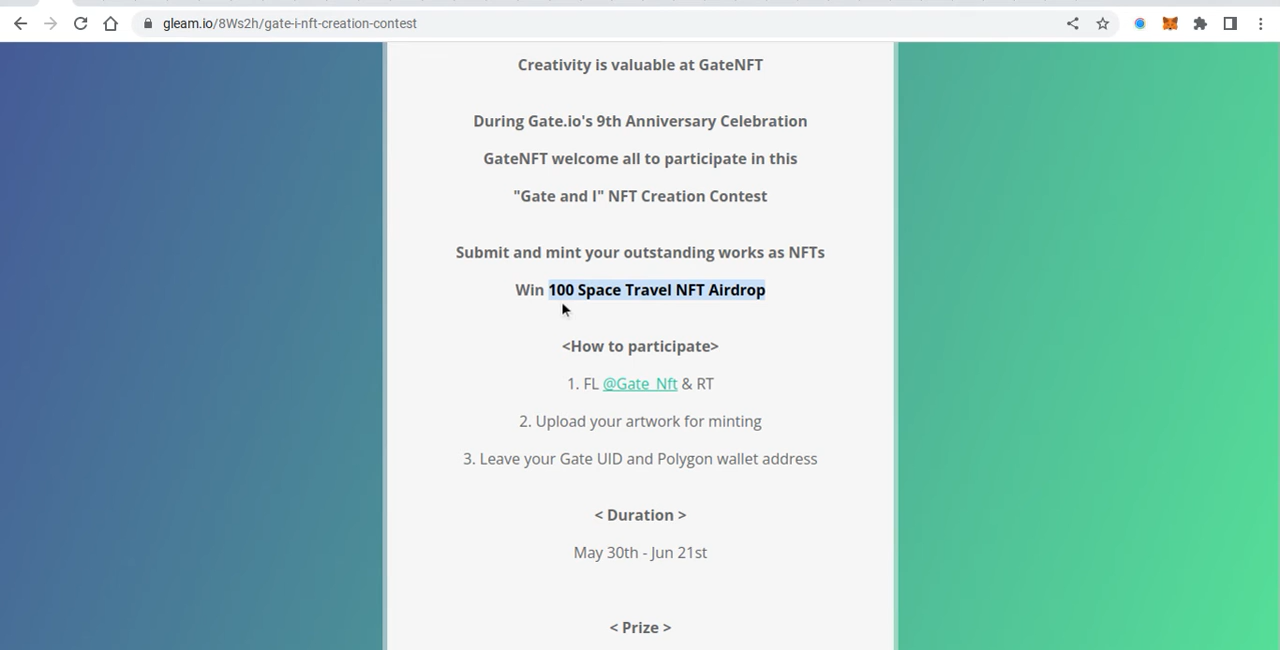 gleam.io/8Ws2h/gate-i-nft-creation-contest
Creativity is valuable at GateNFT
During Gate.io's 9th Anniversary Celebration
GateNFT welcome all to participate in this
"Gate and I" NFT Creation Contest
Submit and mint your outstanding works as NFTs
Win 100 Space Travel NFT Airdrop
<How to participate>
1. FL @Gate_Nft & RT
2. Upload your artwork for minting
3. Leave your Gate UID and Polygon wallet address
< Duration >
May 30th - Jun 21st
< Prize >